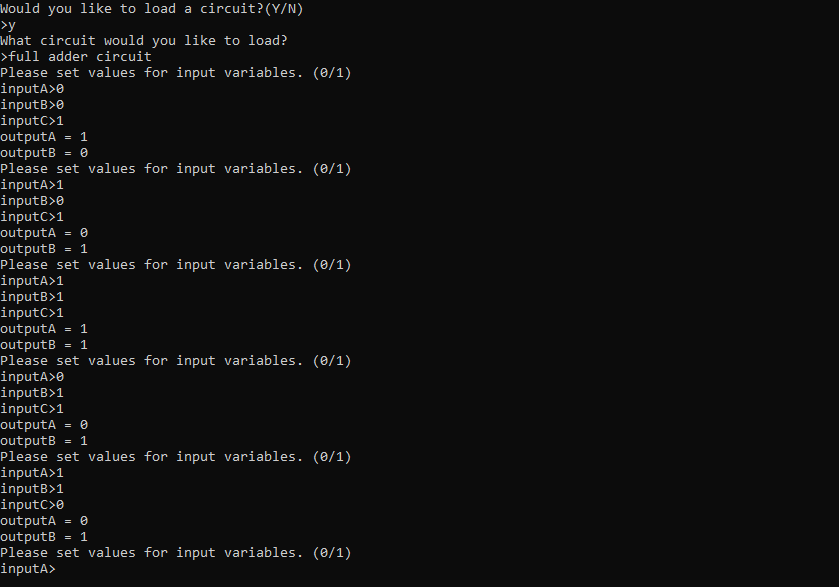 Would you like to load a circuit?(Y/N)
>y
What circuit would you like to load?
>full adder circuit
Please set values for input variables. (0/1)
inputA>0
inputB>0
inputC>1
outputA = 1
outputB = 0
Please set values for input variables. (0/1)
inputA>1
inputB>0
inputC>1
outputA = 0
outputB = 1
Please set values for input variables. (0/1)
inputA>1
inputB>1
inputC>1
outputA = 1
outputB = 1
Please set values for input variables. (0/1)
inputA>0
inputB>1
inputC>1
outputA = 0
outputB = 1
Please set values for input variables. (0/1)
inputA>1
inputB>1
inputC>0
outputA = 0
outputB = 1
Please set values for input variables. (0/1)
inputA>